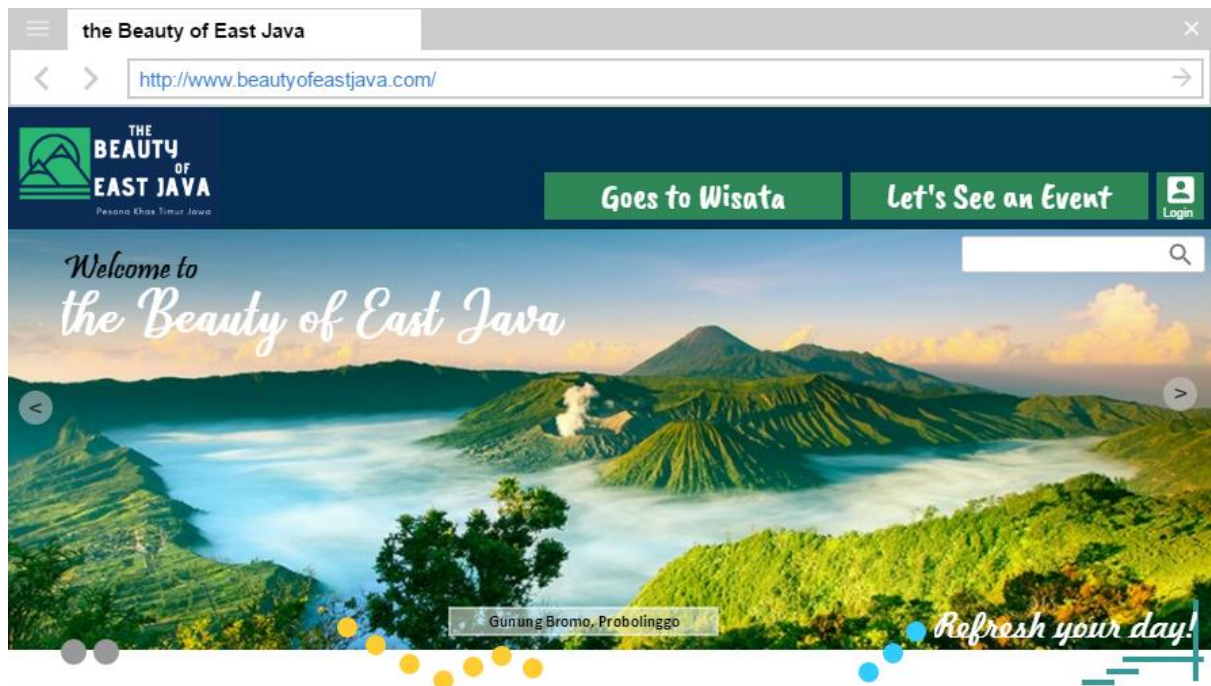 the Beauty of East Java
http://www.beautyofeastjava.com/
THE
BEAUTY
OF
EAST JAVA
Pesona Khas Timur Jawa
Goes to Wisata
Let's See an Event
Login
Welcome to
the Beauty of East Java
<
>
Gunung Bromo, Probolinggo
Refresh your day!